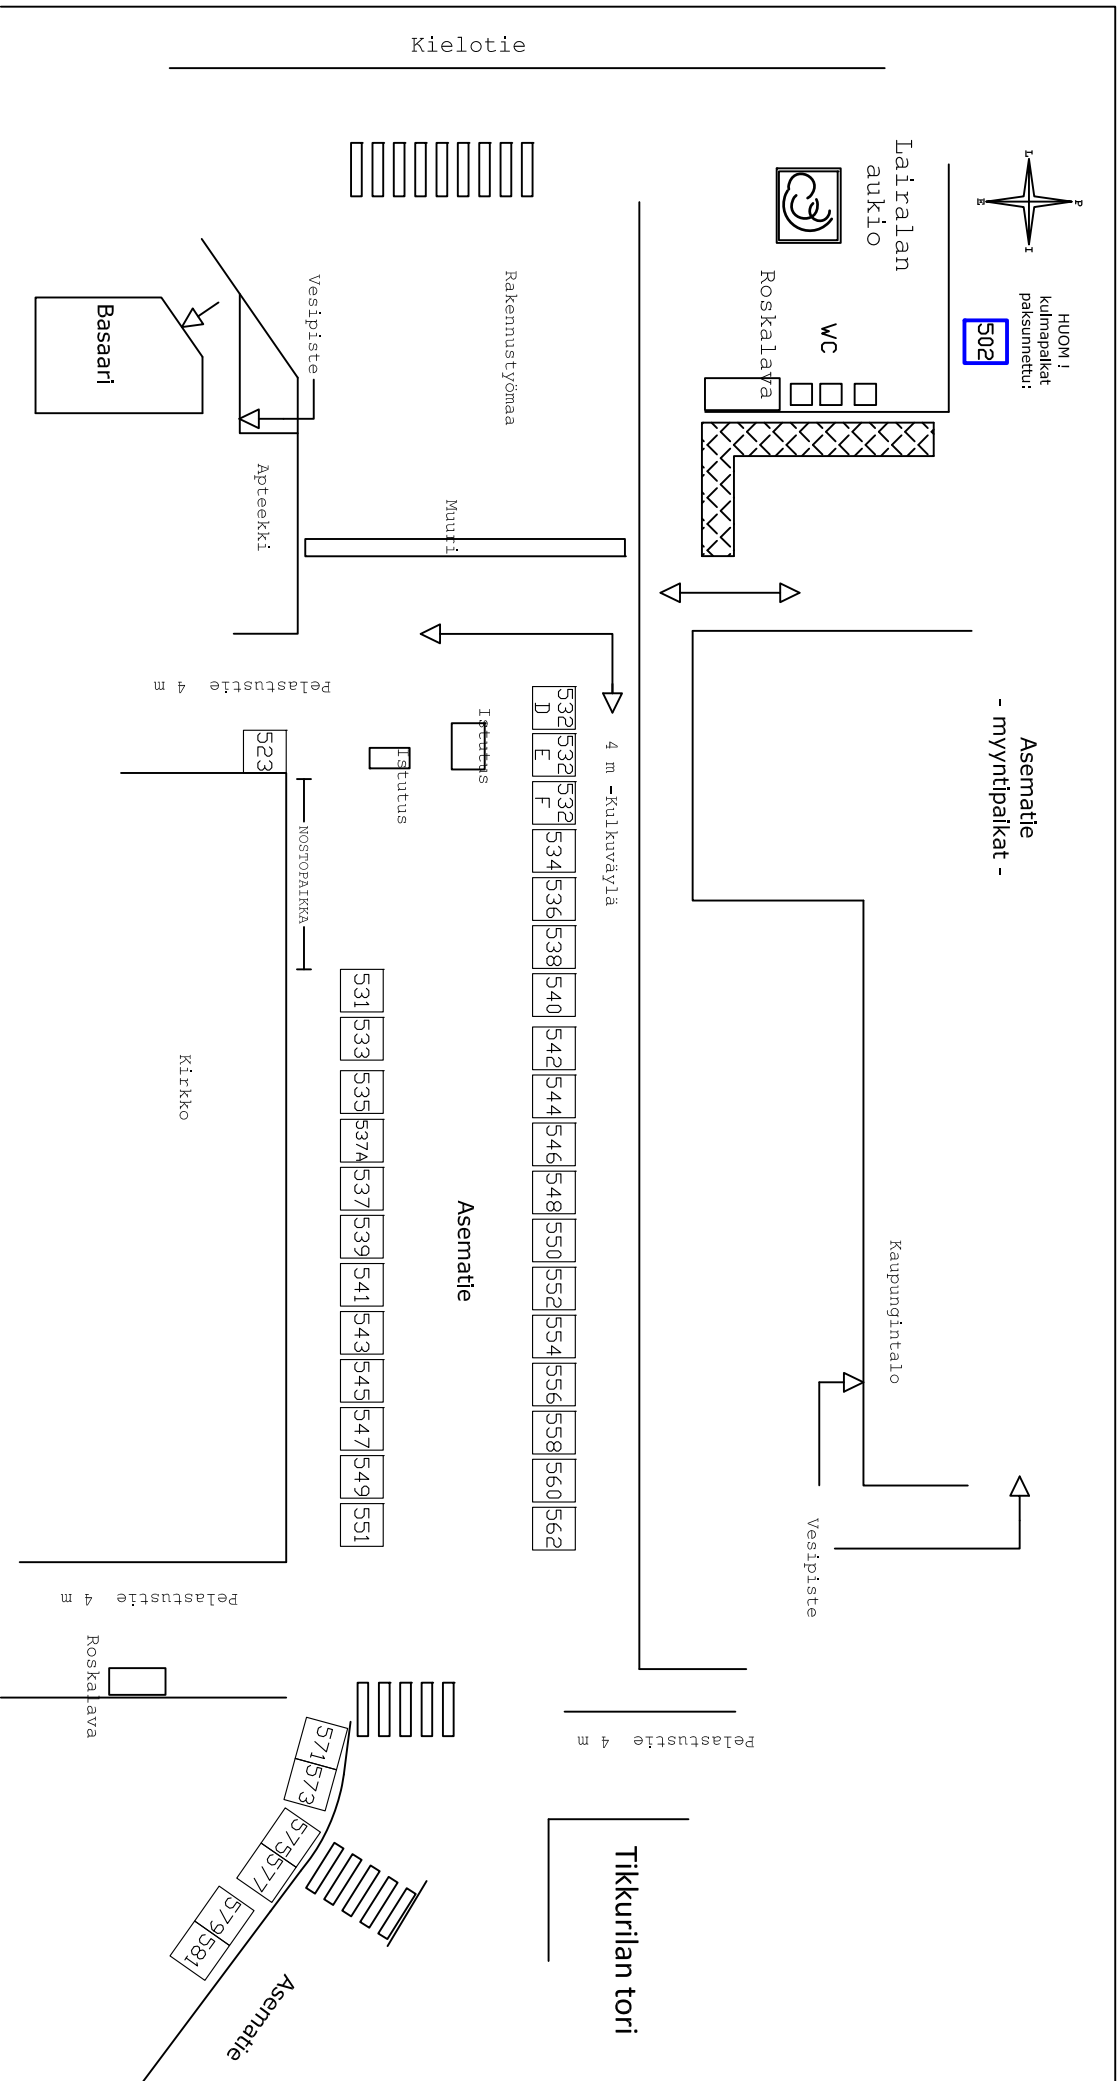 Kielotie
Lairalan
aukio
L
P
E
I
HUOM !
kulmapaikat
paksunnettu:
502
Roskalava
WC
Rakennustyömaa
Vesipiste
Basaari
Apteekki
Muuri
Asematie
- myyntipaikat -
Pelastustie 4 m
523
NOSTOPAIKKA
Istutus
Istutus
4 m -Kulkuväylä
532
D
532
E
532
F
534
536
538
540
542
544
546
548
550
552
554
556
558
560
562
531
533
535
537A
537
539
541
543
545
547
549
551
Asematie
Kirkko
Kaupungintalo
Vesipiste
Pelastustie 4 m
Roskalava
Pelastustie 4 m
571
573
575
577
579
581
Tikkurilan tori
Asematie